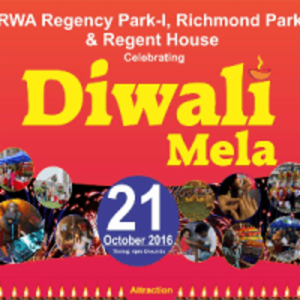 RWA Regency Park-I, Richmond Park
& Regent House
Celebrating
Diwali
Mela
21
October 2016
Attraction